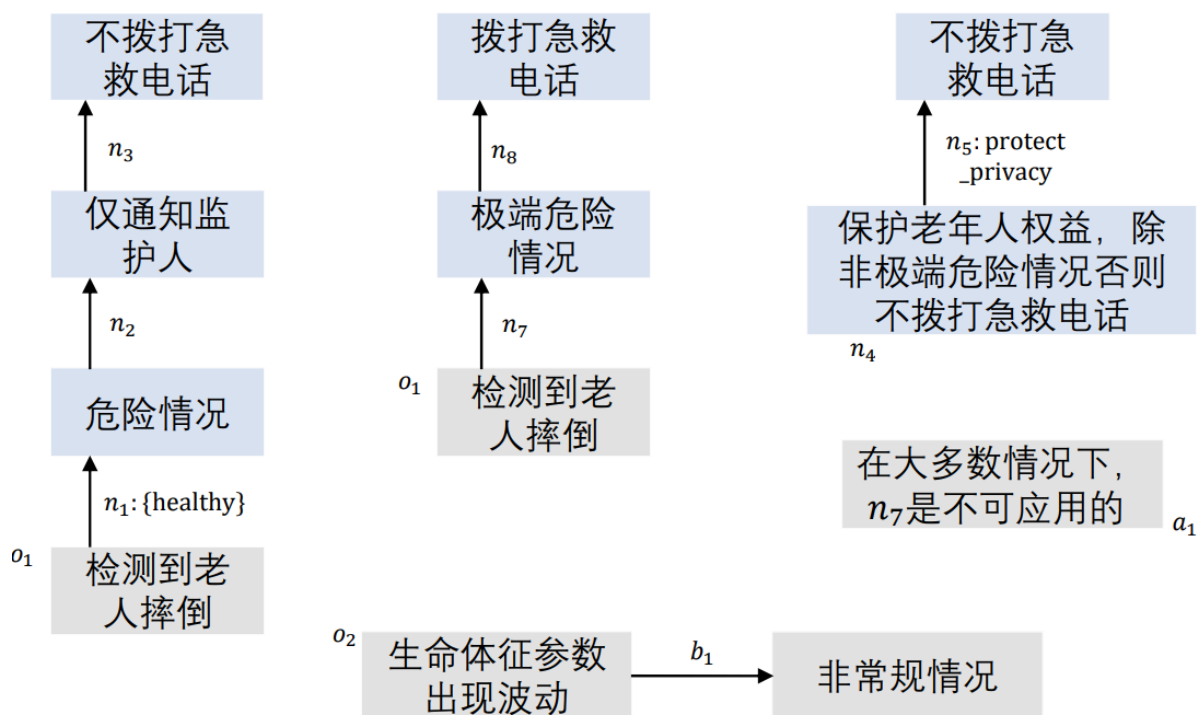 不拨打急
救电话
n₃
仅通知监
护人
n₂
危险情况
n₁: {healthy}
o₁
检测到老
人摔倒
拨打急救
电话
n₈
极端危险
情况
n₇
o₁
检测到老
人摔倒
不拨打急
救电话
n₅: protect
_privacy
保护老年人权益，除
非极端危险情况否则
不拨打急救电话
n₄
在大多数情况下，
n₇是不可应用的
a₁
o₂
生命体征参数
出现波动
b₁
非常规情况